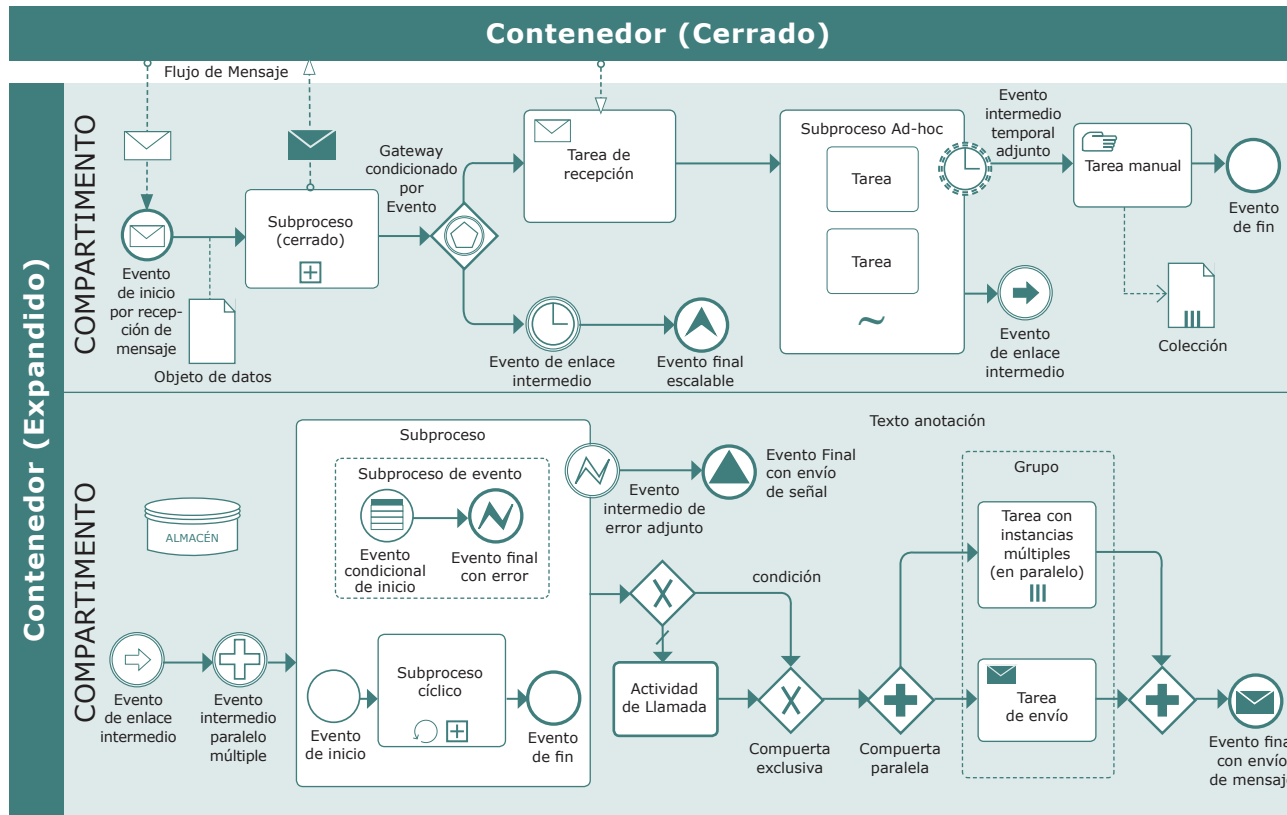 Contenedor (Cerrado)
Flujo de Mensaje
Contenedor (Expandido)
COMPARTIMENTO
Evento
de inicio
por recep-
ción de
mensaje
Objeto de datos
Subproceso
(cerrado)
Gateway
condicionado
por
Evento
Tarea de
recepción
Evento de enlace
intermedio
Evento final
escalable
Subproceso Ad-hoc
Tarea
Tarea
Evento
intermedio
temporal
adjunto
Tarea manual
Evento
de fin
Evento
de enlace
intermedio
Colección
COMPARTIMENTO
ALMACÉN
Evento
de enlace
intermedio
Evento
intermedio
paralelo
múltiple
Subproceso
Subproceso de evento
Evento
condicional
de inicio
Evento final
con error
Evento
de inicio
Subproceso
cíclico
Evento
de fin
Evento
intermedio de
error adjunto
Evento Final
con envío
de señal
X
condición
Actividad
de Llamada
X
Compuerta
exclusiva
Compuerta
paralela
Texto anotación
Grupo
Tarea con
instancias
múltiples
(en paralelo)
Tarea
de envío
Evento final
con envío
de mensaje